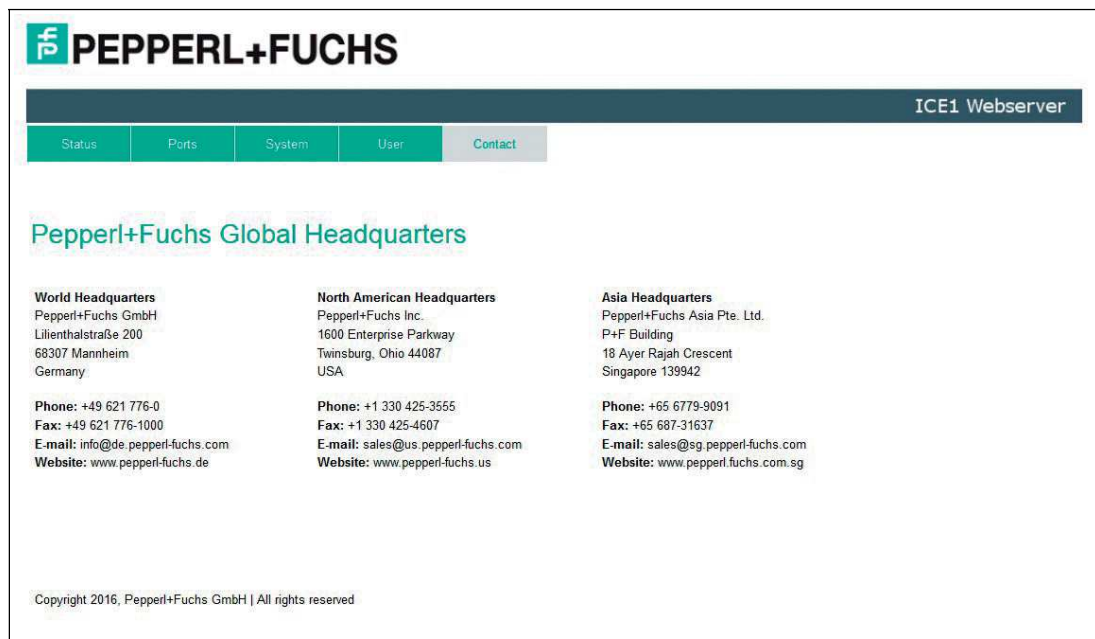 PEPPERL+FUCHS
ICE1 Webserver
Status
Ports
System
User
Contact
Pepperl+Fuchs Global Headquarters
World Headquarters
Pepperl+Fuchs GmbH
Lilienthalstraße 200
68307 Mannheim
Germany
Phone: +49 621 776-0
Fax: +49 621 776-1000
E-mail: info@de.pepperl-fuchs.com
Website: www.pepperl-fuchs.de
North American Headquarters
Pepperl+Fuchs Inc.
1600 Enterprise Parkway
Twinsburg, Ohio 44087
USA
Phone: +1 330 425-3555
Fax: +1 330 425-4607
E-mail: sales@us.pepperl-fuchs.com
Website: www.pepperl-fuchs.us
Asia Headquarters
Pepperl+Fuchs Asia Pte. Ltd.
P+F Building
18 Ayer Rajah Crescent
Singapore 139942
Phone: +65 6779-9091
Fax: +65 687-31637
E-mail: sales@sg.pepperl-fuchs.com
Website: www.pepperl.fuchs.com.sg
Copyright 2016, Pepperl+Fuchs GmbH | All rights reserved